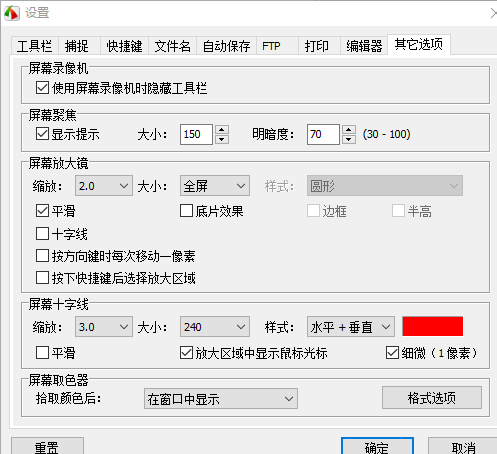 设置
工具栏 捕捉 快捷键 文件名 自动保存 FTP 打印 编辑器 其它选项
屏幕录像机
使用屏幕录像机时隐藏工具栏
屏幕聚焦
显示提示 大小: 150 明暗度: 70 (30 - 100)
屏幕放大镜
缩放: 2.0 大小: 全屏 样式: 圆形
平滑 底片效果 边框 半高
十字线
按方向键时每次移动一像素
按下快捷键后选择放大区域
屏幕十字线
缩放: 3.0 大小: 240 样式: 水平 + 垂直
平滑 放大区域中显示鼠标光标 细微（1像素）
屏幕取色器
拾取颜色后: 在窗口中显示 格式选项
重置 确定 取消